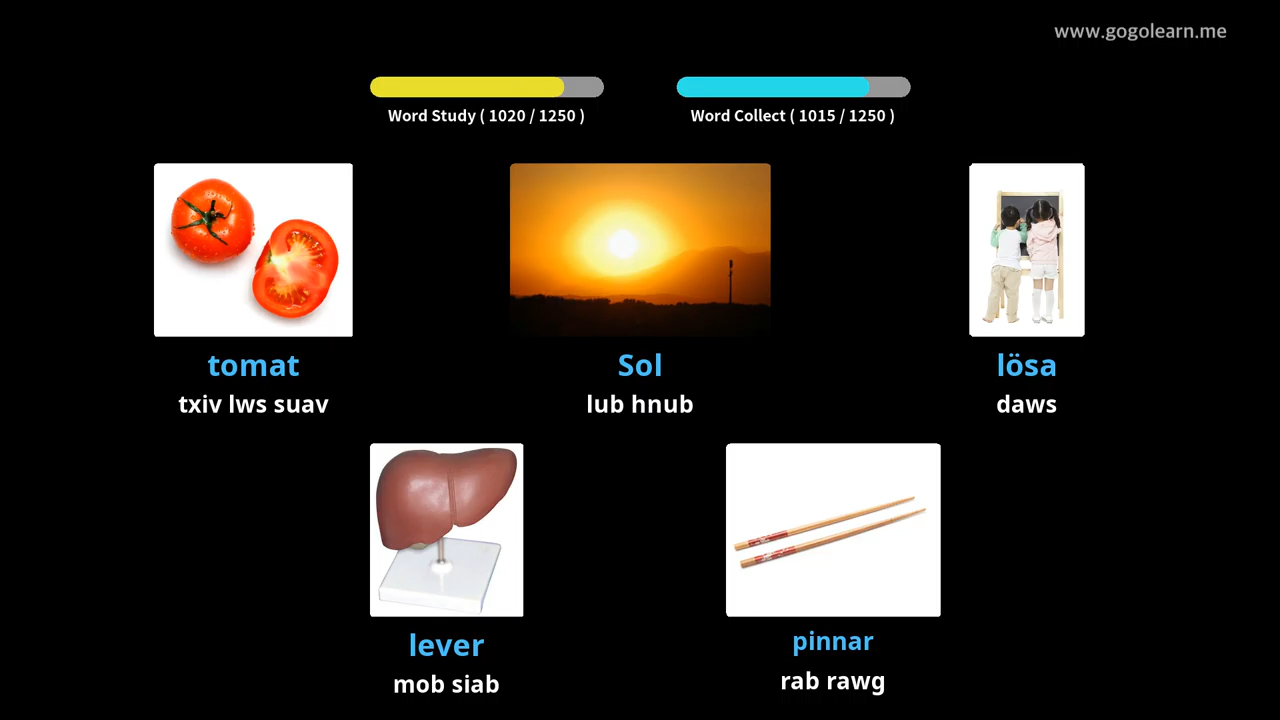 www.gogolearn.me
Word Study ( 1020 / 1250 )
Word Collect ( 1015 / 1250 )
tomat
txiv lws suav
Sol
lub hnub
lösa
daws
lever
mob siab
pinnar
rab rawg